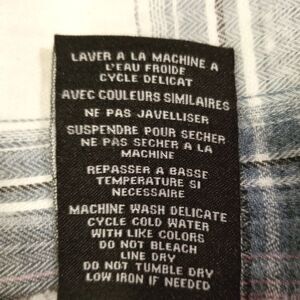 LAVER A LA MACHINE A
L'EAU FROIDE
CYCLE DELICAT
AVEC COULEURS SIMILAIRES
NE PAS JAVELLISER
SUSPENDRE POUR SECHER
NE PAS SECHER A LA
MACHINE
REPASSER A BASSE
TEMPERATURE SI
NECESSAIRE
MACHINE WASH DELICATE
CYCLE COLD WATER
WITH LIKE COLORS
DO NOT BLEACH
LINE DRY
DO NOT TUMBLE DRY
LOW IRON IF NEEDED